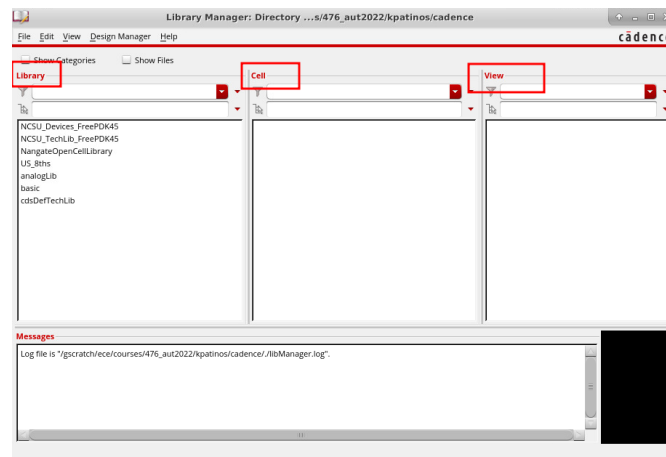 Library Manager: Directory ...s/476_aut2022/kpatinos/cadence
File Edit View Design Manager Help
cādence
Show Categories Show Files
Library Cell View
NCSU_Devices_FreePDK45
NCSU_TechLib_FreePDK45
NangateOpenCellLibrary
US_8ths
analogLib
basic
cdsDefTechLib
Messages
Log file is "/gscratch/ece/courses/476_aut2022/kpatinos/cadence/./libManager.log".